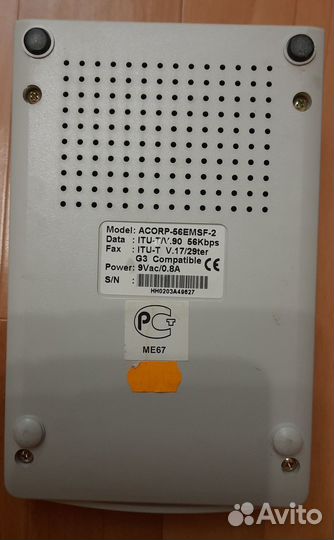 Model: ACORP-56EMSF-2
Data : ITU-T/V.90 56Kbps
Fax : ITU-T V.17/29ter
G3 Compatible
Power: 9Vac/0.8A
S/N :
HH0203A49827
ME67
Avito